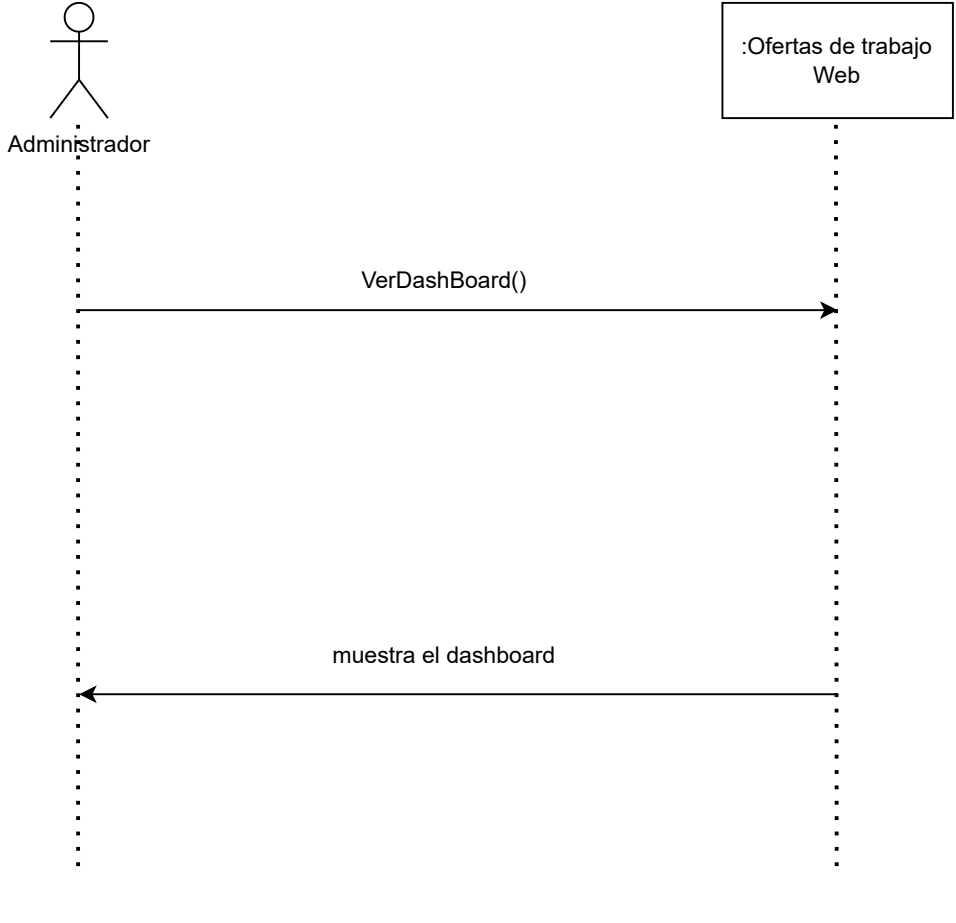 :Ofertas de trabajo
Web
Administrador
VerDashBoard()
muestra el dashboard